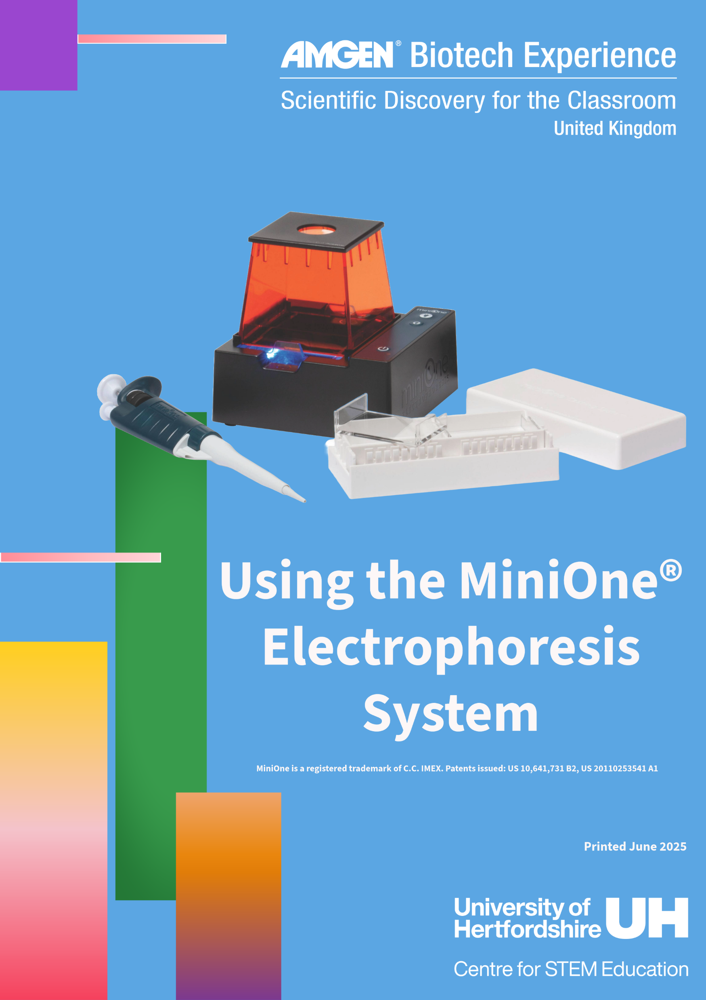 AMGEN® Biotech Experience
Scientific Discovery for the Classroom
United Kingdom
miniOne
miniOne
Using the MiniOne®
Electrophoresis
System
MiniOne is a registered trademark of C.C. IMEX. Patents issued: US 10,641,731 B2, US 20110253541 A1
Printed June 2025
University of
Hertfordshire UH
Centre for STEM Education